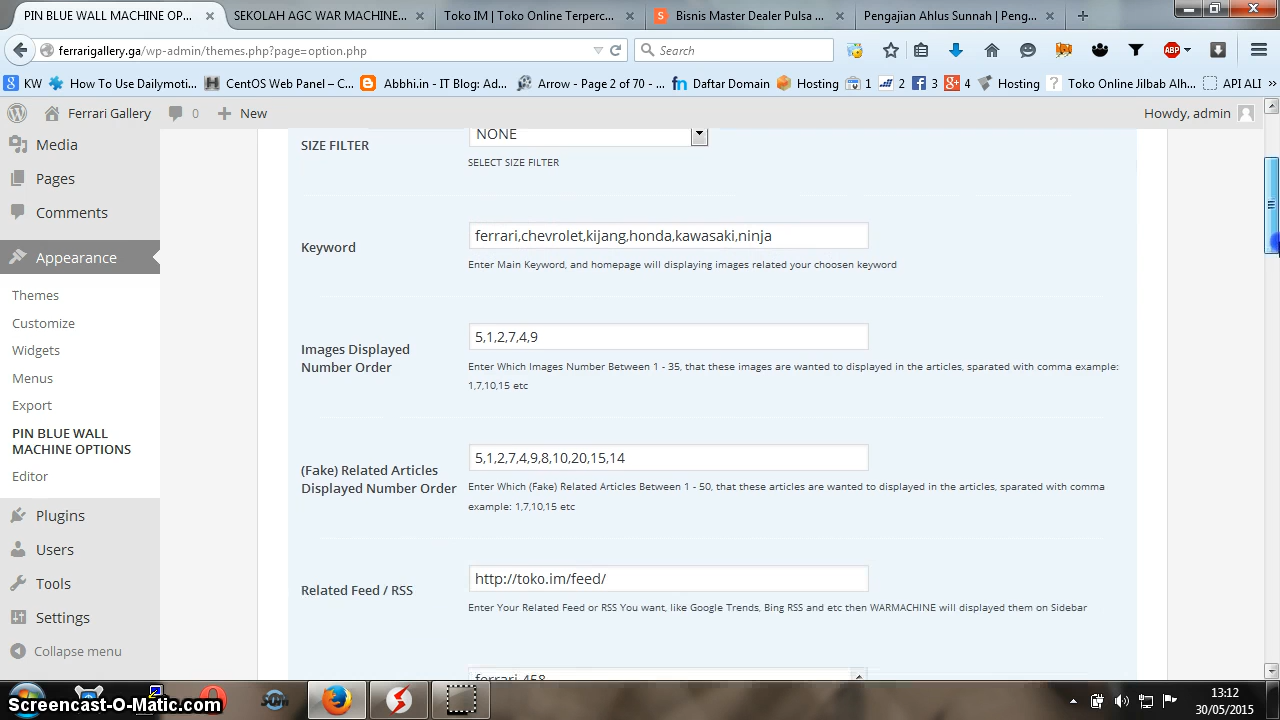 PIN BLUE WALL MACHINE OP...
SEKOLAH AGC WAR MACHINE...
Toko IM | Toko Online Terperc...
Bisnis Master Dealer Pulsa ...
Pengajian Ahlus Sunnah | Peng...
ferrarigallery.ga/wp-admin/themes.php?page=option.php
Search
ABP
KW
How To Use Dailymoti...
CentOS Web Panel – C...
Abbhi.in - IT Blog: Ad...
Arrow - Page 2 of 70 - ...
Daftar Domain
Hosting
1
2
3
4
Hosting
Toko Online Jilbab Alh...
API ALI
Ferrari Gallery
0
New
Howdy, admin
Media
Pages
Comments
Appearance
Themes
Customize
Widgets
Menus
Export
PIN BLUE WALL
MACHINE OPTIONS
Editor
Plugins
Users
Tools
Settings
Collapse menu
SIZE FILTER
NONE
SELECT SIZE FILTER
Keyword
ferrari,chevrolet,kijang,honda,kawasaki,ninja
Enter Main Keyword, and homepage will displaying images related your choosen keyword
Images Displayed
Number Order
5,1,2,7,4,9
Enter Which Images Number Between 1 - 35, that these images are wanted to displayed in the articles, sparated with comma example:
1,7,10,15 etc
(Fake) Related Articles
Displayed Number Order
5,1,2,7,4,9,8,10,20,15,14
Enter Which (Fake) Related Articles Between 1 - 50, that these articles are wanted to displayed in the articles, sparated with comma
example: 1,7,10,15 etc
Related Feed / RSS
http://toko.im/feed/
Enter Your Related Feed or RSS You want, like Google Trends, Bing RSS and etc then WARMACHINE will displayed them on Sidebar
ferrari 458
Screencast-O-Matic.com
13:12
30/05/2015